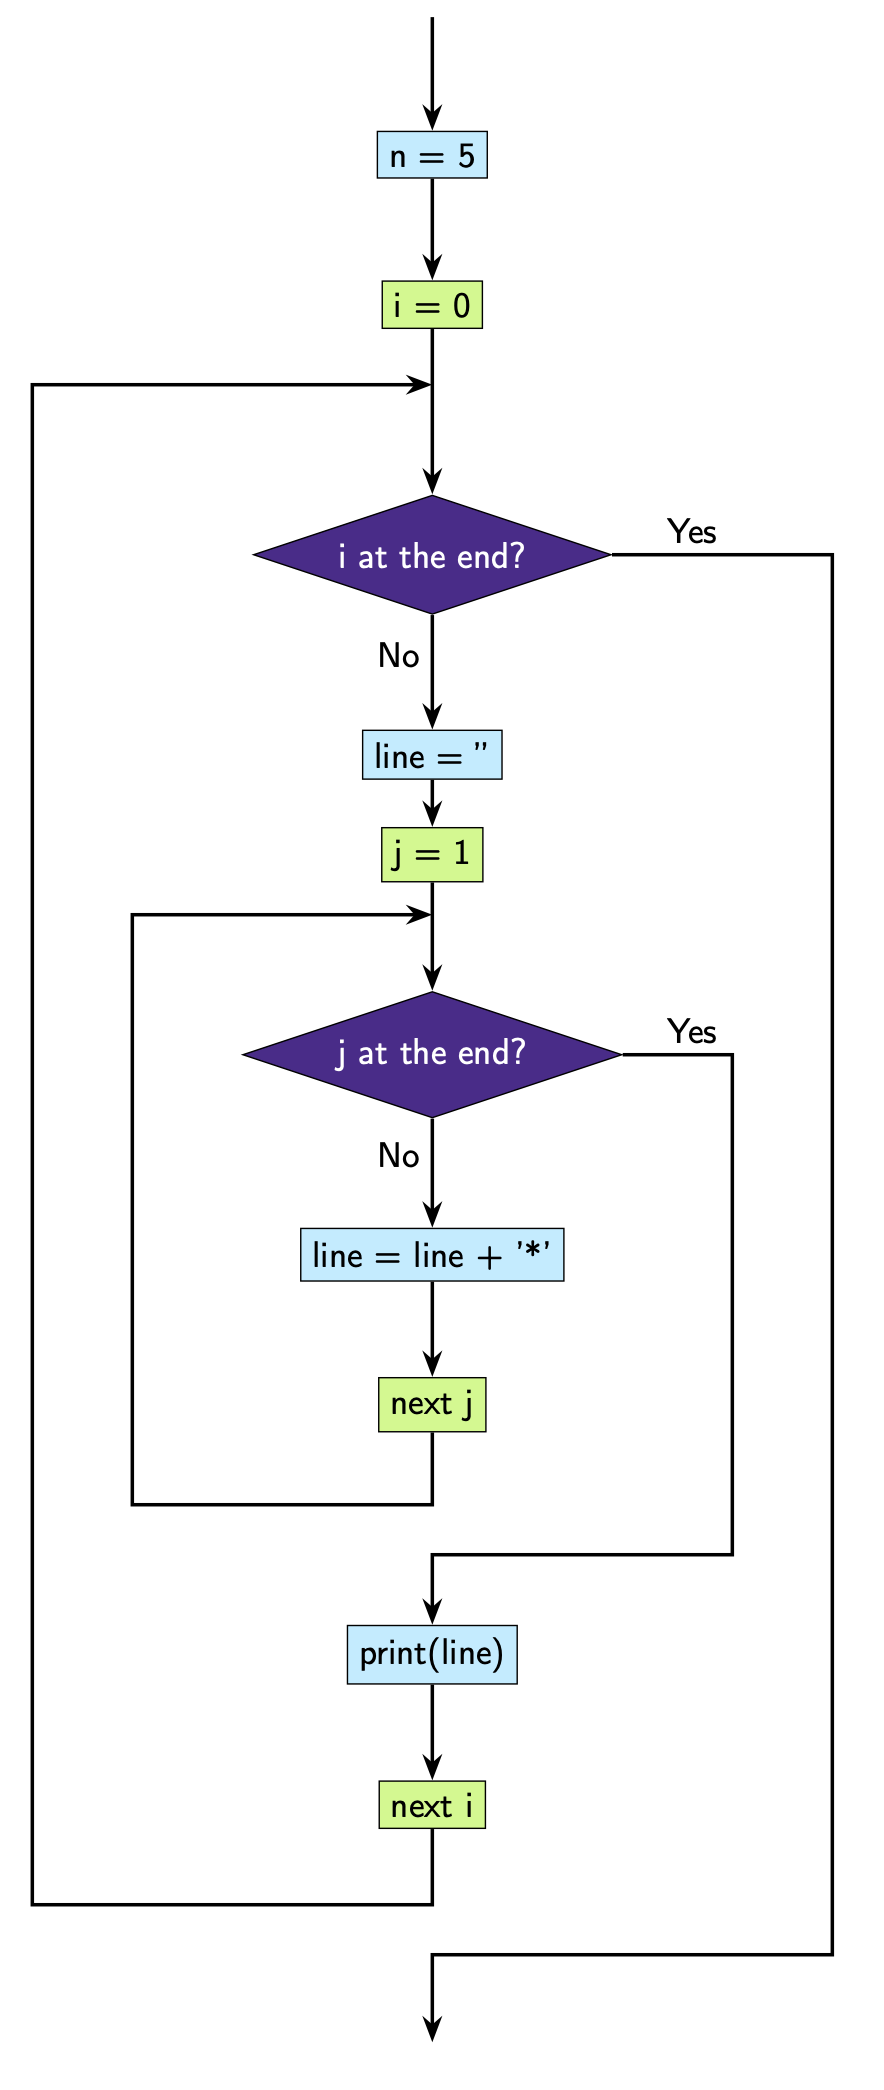 n = 5
i = 0
i at the end?
Yes
No
line = ”
j = 1
j at the end?
Yes
No
line = line + ’*’
next j
print(line)
next i